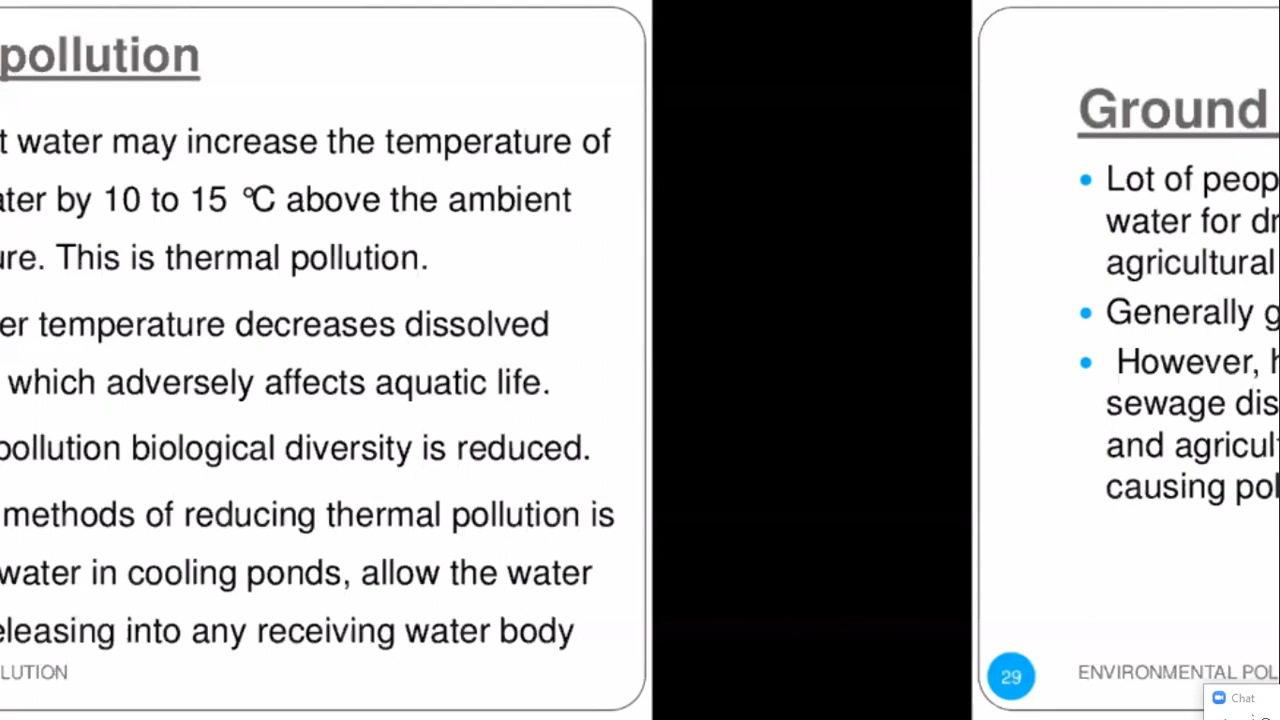 pollution
t water may increase the temperature of
ater by 10 to 15 °C above the ambient
ure. This is thermal pollution.
er temperature decreases dissolved
which adversely affects aquatic life.
pollution biological diversity is reduced.
methods of reducing thermal pollution is
water in cooling ponds, allow the water
eleasing into any receiving water body
LUTION
Ground
• Lot of peop
water for dr
agricultural
• Generally g
• However, h
sewage dis
and agricul
causing pol
29
ENVIRONMENTAL POL
Chat